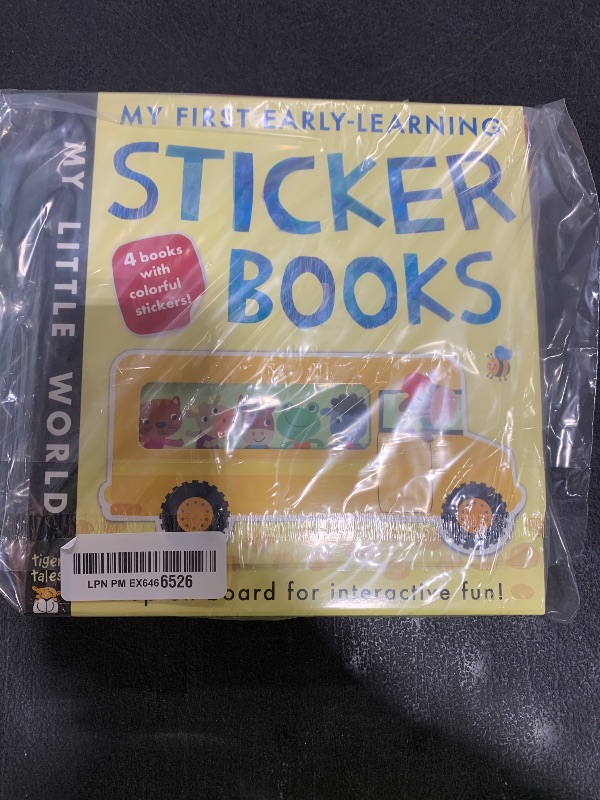 MY FIRST EARLY-LEARNING
STICKER
BOOKS
4 books
with
colorful
stickers!
MY LITTLE WORLD
tiger
tales
LPN PM EX6466526
board for interactive fun!